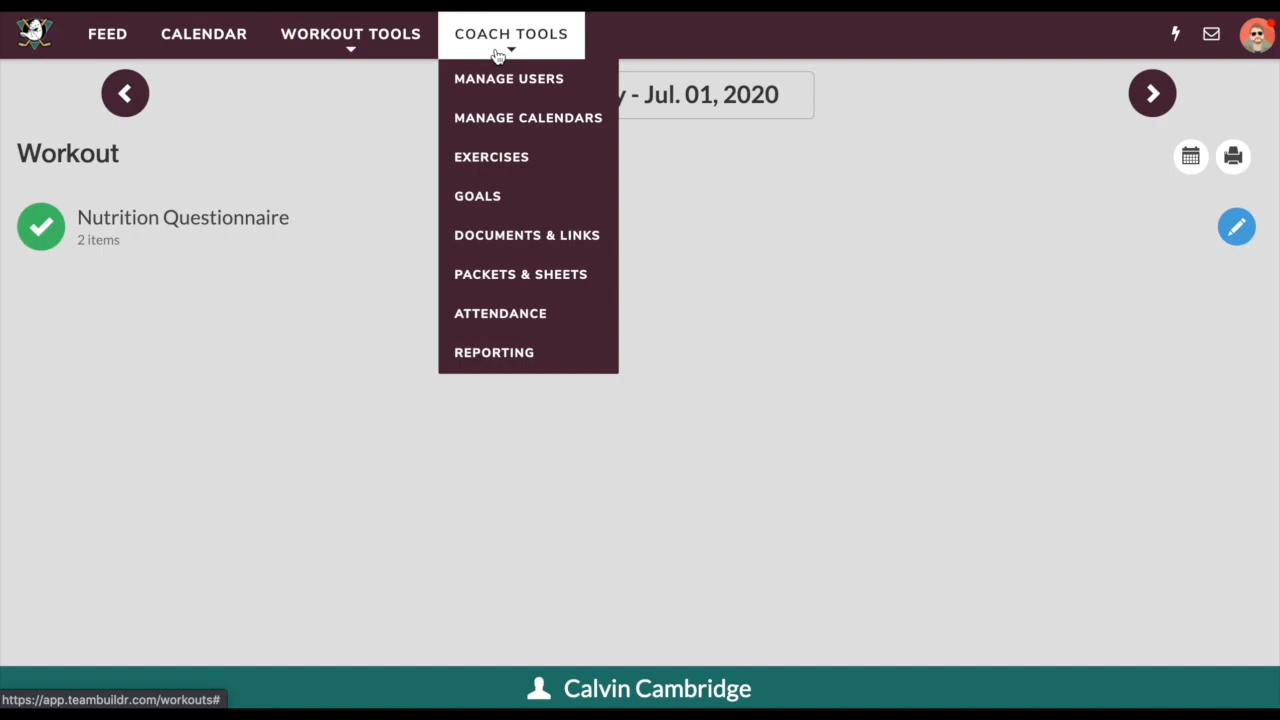 FEED
CALENDAR
WORKOUT TOOLS
COACH TOOLS
MANAGE USERS
MANAGE CALENDARS
EXERCISES
GOALS
DOCUMENTS & LINKS
PACKETS & SHEETS
ATTENDANCE
REPORTING
- Jul. 01, 2020
Workout
Nutrition Questionnaire
2 items
Calvin Cambridge
https://app.teambuildr.com/workouts#